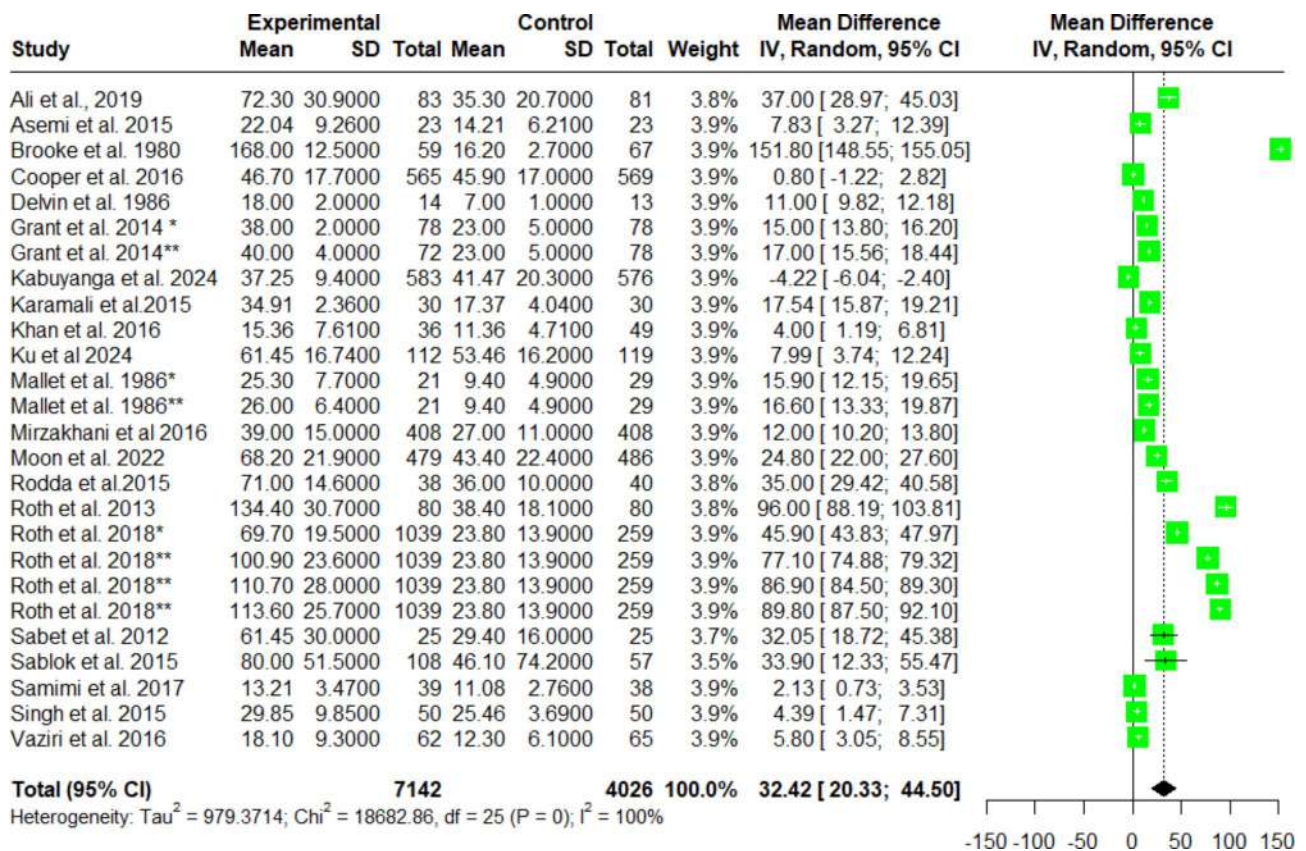 Experimental Control Mean Difference Mean Difference
Study Mean SD Total Mean SD Total Weight IV, Random, 95% CI IV, Random, 95% CI
Ali et al., 2019 72.30 30.9000 83 35.30 20.7000 81 3.8% 37.00 [ 28.97; 45.03]
Asemi et al. 2015 22.04 9.2600 23 14.21 6.2100 23 3.9% 7.83 [ 3.27; 12.39]
Brooke et al. 1980 168.00 12.5000 59 16.20 2.7000 67 3.9% 151.80 [148.55; 155.05]
Cooper et al. 2016 46.70 17.7000 565 45.90 17.0000 569 3.9% 0.80 [ -1.22; 2.82]
Delvin et al. 1986 18.00 2.0000 14 7.00 1.0000 13 3.9% 11.00 [ 9.82; 12.18]
Grant et al. 2014 * 38.00 2.0000 78 23.00 5.0000 78 3.9% 15.00 [ 13.80; 16.20]
Grant et al. 2014** 40.00 4.0000 72 23.00 5.0000 78 3.9% 17.00 [ 15.56; 18.44]
Kabuyanga et al. 2024 37.25 9.4000 583 41.47 20.3000 576 3.9% -4.22 [ -6.04; -2.40]
Karamali et al.2015 34.91 2.3600 30 17.37 4.0400 30 3.9% 17.54 [ 15.87; 19.21]
Khan et al. 2016 15.36 7.6100 36 11.36 4.7100 49 3.9% 4.00 [ 1.19; 6.81]
Ku et al 2024 61.45 16.7400 112 53.46 16.2000 119 3.9% 7.99 [ 3.74; 12.24]
Mallet et al. 1986* 25.30 7.7000 21 9.40 4.9000 29 3.9% 15.90 [ 12.15; 19.65]
Mallet et al. 1986** 26.00 6.4000 21 9.40 4.9000 29 3.9% 16.60 [ 13.33; 19.87]
Mirzakhani et al 2016 39.00 15.0000 408 27.00 11.0000 408 3.9% 12.00 [ 10.20; 13.80]
Moon et al. 2022 68.20 21.9000 479 43.40 22.4000 486 3.9% 24.80 [ 22.00; 27.60]
Rodda et al.2015 71.00 14.6000 38 36.00 10.0000 40 3.8% 35.00 [ 29.42; 40.58]
Roth et al. 2013 134.40 30.7000 80 38.40 18.1000 80 3.8% 96.00 [ 88.19; 103.81]
Roth et al. 2018* 69.70 19.5000 1039 23.80 13.9000 259 3.9% 45.90 [ 43.83; 47.97]
Roth et al. 2018** 100.90 23.6000 1039 23.80 13.9000 259 3.9% 77.10 [ 74.88; 79.32]
Roth et al. 2018** 110.70 28.0000 1039 23.80 13.9000 259 3.9% 86.90 [ 84.50; 89.30]
Roth et al. 2018** 113.60 25.7000 1039 23.80 13.9000 259 3.9% 89.80 [ 87.50; 92.10]
Sabet et al. 2012 61.45 30.0000 25 29.40 16.0000 25 3.7% 32.05 [ 18.72; 45.38]
Sablok et al. 2015 80.00 51.5000 108 46.10 74.2000 57 3.5% 33.90 [ 12.33; 55.47]
Samimi et al. 2017 13.21 3.4700 39 11.08 2.7600 38 3.9% 2.13 [ 0.73; 3.53]
Singh et al. 2015 29.85 9.8500 50 25.46 3.6900 50 3.9% 4.39 [ 1.47; 7.31]
Vaziri et al. 2016 18.10 9.3000 62 12.30 6.1000 65 3.9% 5.80 [ 3.05; 8.55]
Total (95% CI) 7142 4026 100.0% 32.42 [ 20.33; 44.50]
Heterogeneity: Tau² = 979.3714; Chi² = 18682.86, df = 25 (P = 0); I² = 100%
-150 -100 -50 0 50 100 150